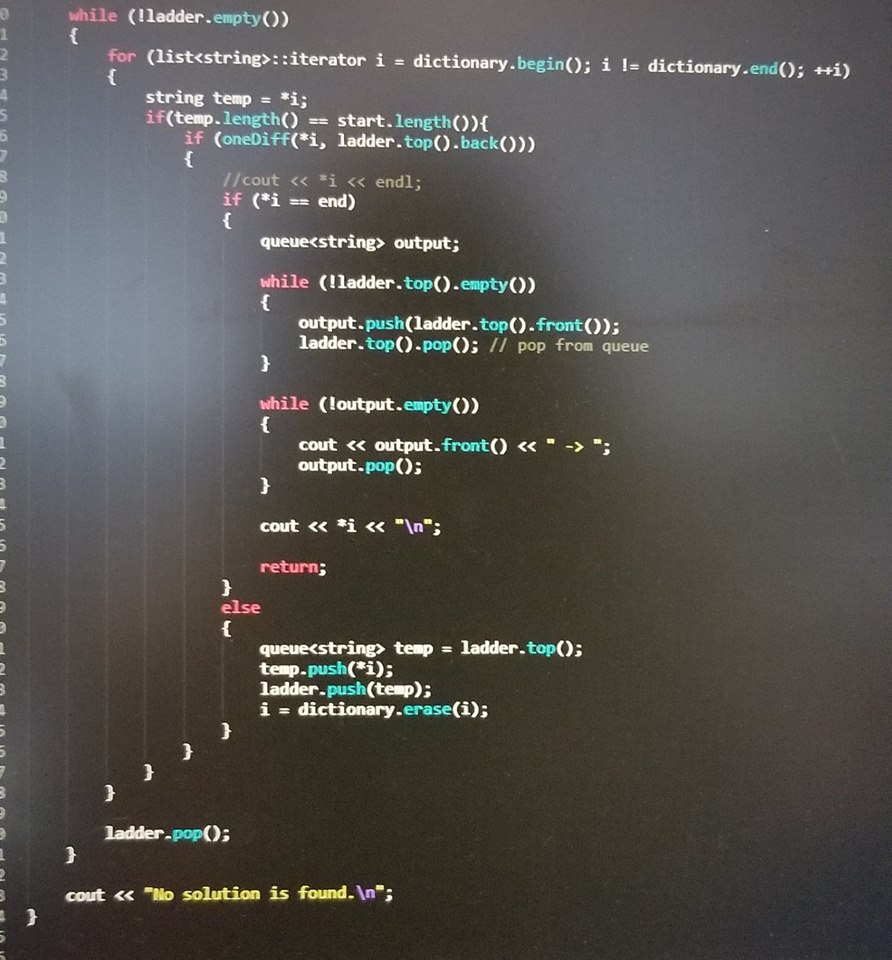 while (!ladder.empty())
{
for (list<string>::iterator i = dictionary.begin(); i != dictionary.end(); ++i)
{
string temp = *i;
if(temp.length() == start.length()){
if (oneDiff(*i, ladder.top().back()))
{
//cout << *i << endl;
if (*i == end)
{
queue<string> output;
while (!ladder.top().empty())
{
output.push(ladder.top().front());
ladder.top().pop(); // pop from queue
}
while (!output.empty())
{
cout << output.front() << " -> ";
output.pop();
}
cout << *i << "\n";
return;
}
else
{
queue<string> temp = ladder.top();
temp.push(*i);
ladder.push(temp);
i = dictionary.erase(i);
}
}
}
}
ladder.pop();
}
cout << "No solution is found.\n";
}